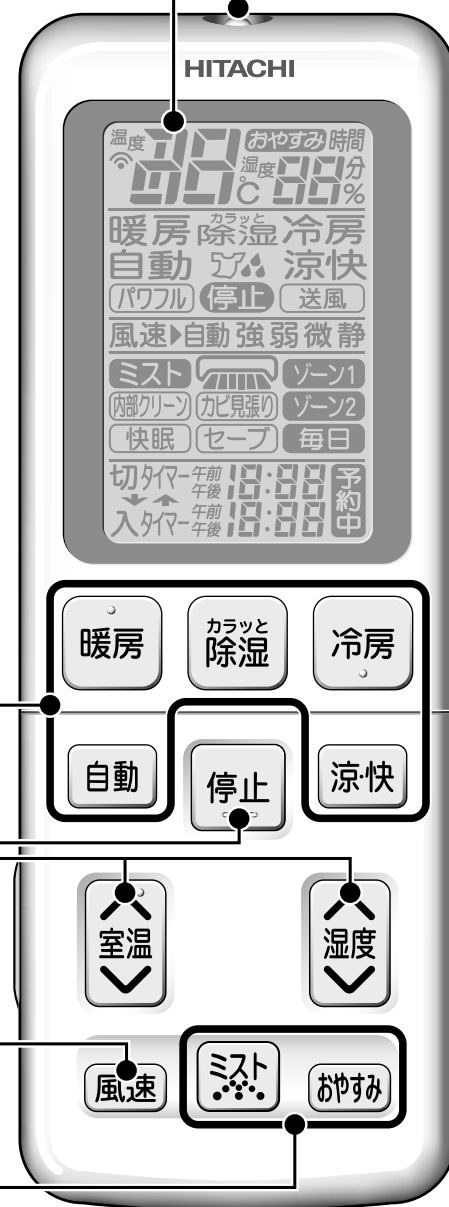 HITACHI
温度 88 ℃ おやすみ 時間
湿度 88 分 %
暖房 カラッと除湿 冷房
自動 涼快
パワフル 停止 送風
風速▶自動 強 弱 微 静
ミスト ゾーン1
内部クリーン カビ見張り ゾーン2
快眠 セーブ 毎日
切タイマー 午前 午後 18:88 予約中
入タイマー 午前 午後 18:88
暖房 カラッと除湿 冷房
自動 停止 涼・快
室温 湿度
風速 ミスト おやすみ